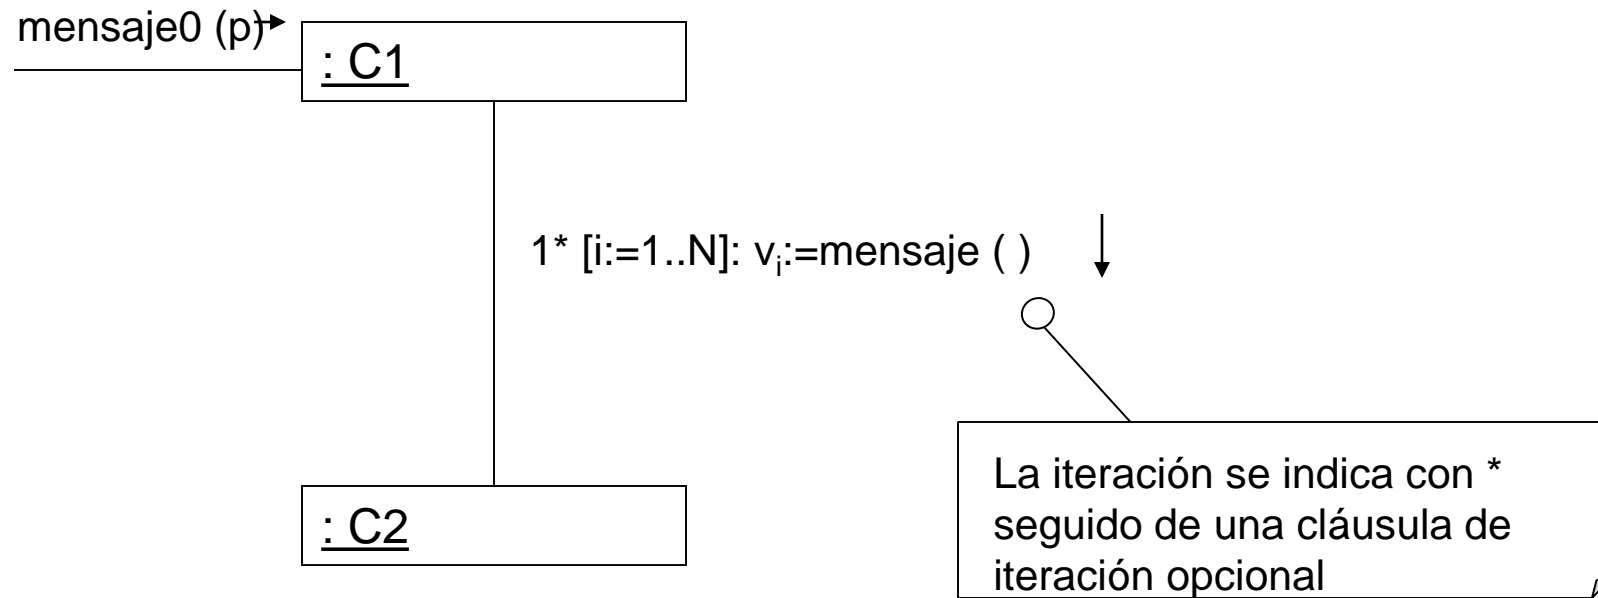 mensaje0 (p)
: C1
1* [i:=1..N]: vi:=mensaje ( )
: C2
La iteración se indica con *
seguido de una cláusula de
iteración opcional